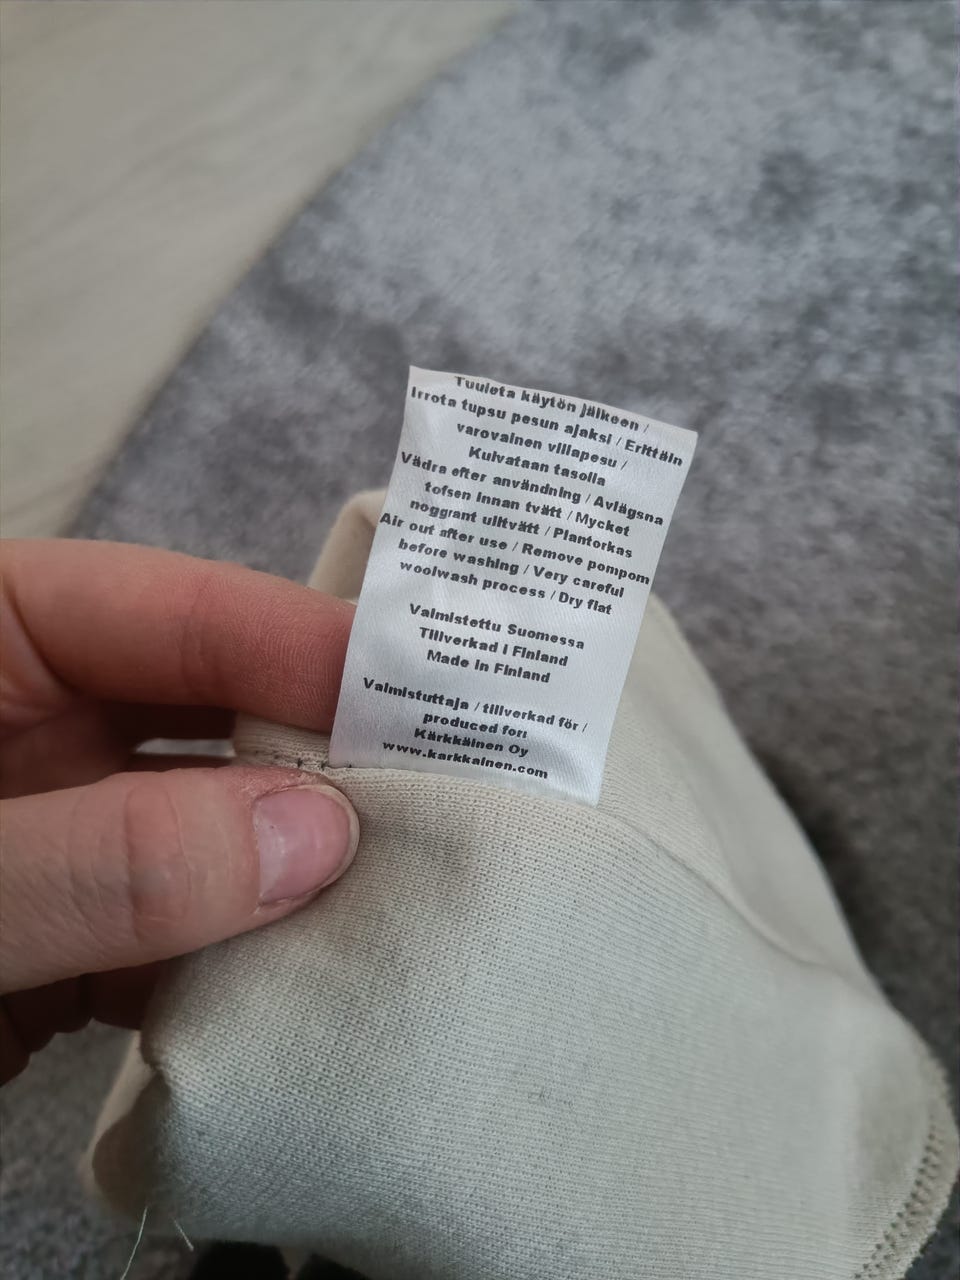 Tuuleta käytön jälkeen /
Irrota tupsu pesun ajaksi / Erittäin
varovainen villapesu /
Kuivataan tasolla
Vädra efter användning / Avlägsna
tofsen innan tvätt / Mycket
noggrant ulltvätt / Plantorkas
Air out after use / Remove pompom
before washing / Very careful
woolwash process / Dry flat
Valmistettu Suomessa
Tillverkad i Finland
Made in Finland
Valmistuttaja / tillverkad för /
produced for:
Kärkkäinen Oy
www.karkkainen.com